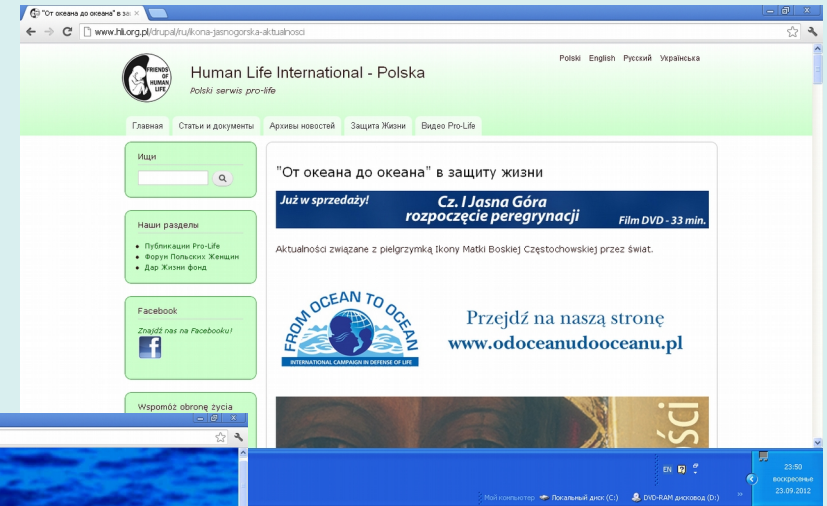 "От океана до океана" в за
www.hli.org.pl/drupal/ru/ikona-jasnogorska-aktualnosci
Polski English Русский Українська
FRIENDS OF HUMAN LIFE
Human Life International - Polska
Polski serwis pro-life
Главная Статьи и документы Архивы новостей Защита Жизни Видео Pro-Life
Ищи
Наши разделы
Публикации Pro-Life
Форум Польских Женщин
Дар Жизни фонд
Facebook
Znajdź nas na Facebooku!
Wspomóż obronę życia
"От океана до океана" в защиту жизни
Już w sprzedaży!
Cz. I Jasna Góra
rozpoczęcie peregrynacji
Film DVD - 33 min.
Aktualności związane z pielgrzymką Ikony Matki Boskiej Częstochowskiej przez świat.
FROM OCEAN TO OCEAN
INTERNATIONAL CAMPAIGN IN DEFENSE OF LIFE
Przejdź na naszą stronę
www.odoceanudooceanu.pl
ości
EN
Мой компьютер Локальный диск (C:) DVD-RAM дисковод (D:) »
23:50
воскресенье
23.09.2012